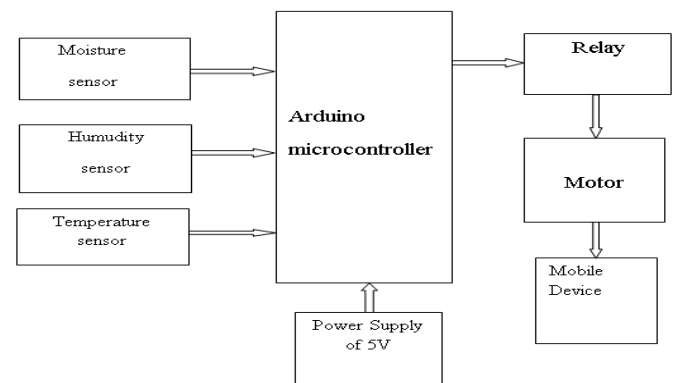 Moisture
sensor
Humudity
sensor
Temperature
sensor
Arduino
microcontroller
Power Supply
of 5V
Relay
Motor
Mobile
Device